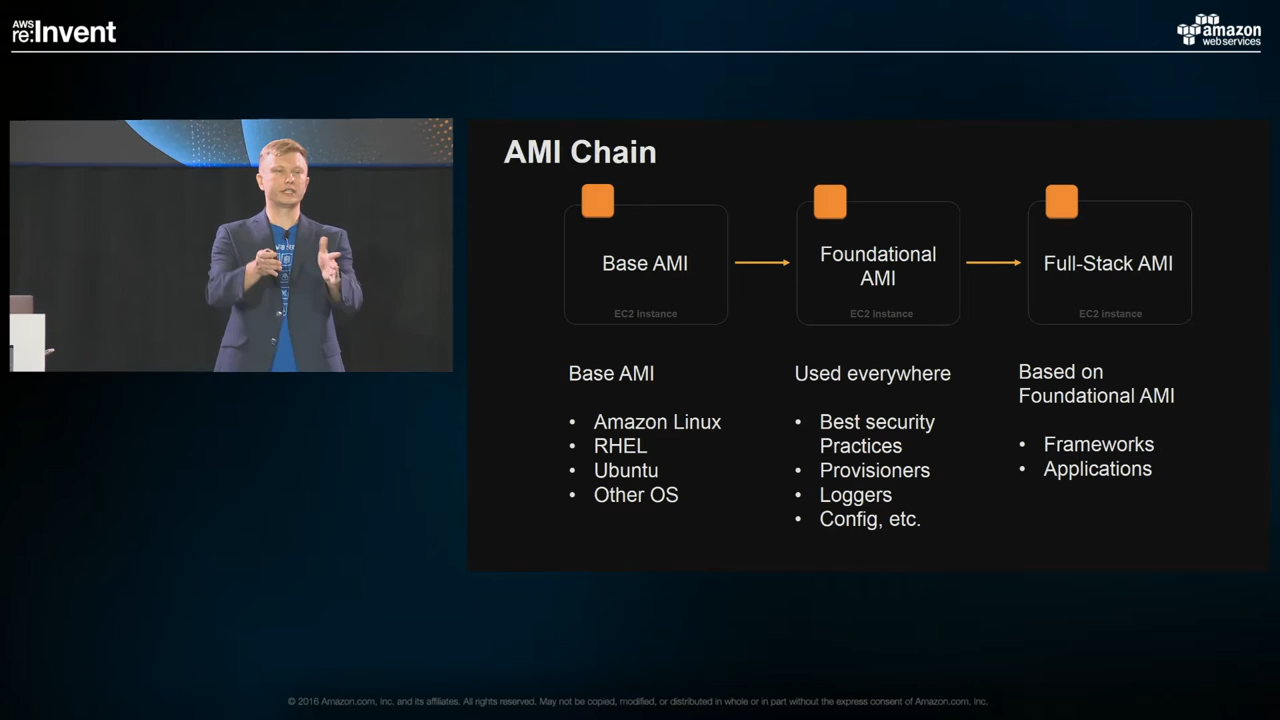 AWS
re:Invent
amazon
web services
AMI Chain
Base AMI
EC2 instance
Foundational
AMI
EC2 instance
Full-Stack AMI
EC2 instance
Base AMI
• Amazon Linux
• RHEL
• Ubuntu
• Other OS
Used everywhere
• Best security
Practices
• Provisioners
• Loggers
• Config, etc.
Based on
Foundational AMI
• Frameworks
• Applications
© 2016 Amazon.com, Inc. and its affiliates. All rights reserved. May not be copied, modified, or distributed in whole or in part without the express consent of Amazon.com, Inc.